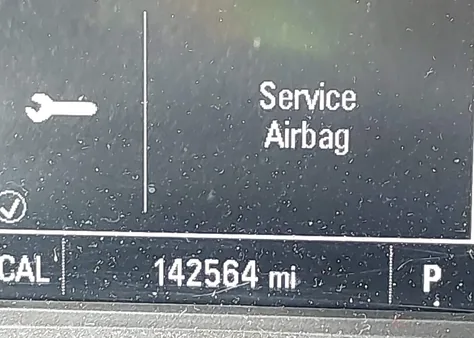 Service
Airbag
CAL
142564 mi
P